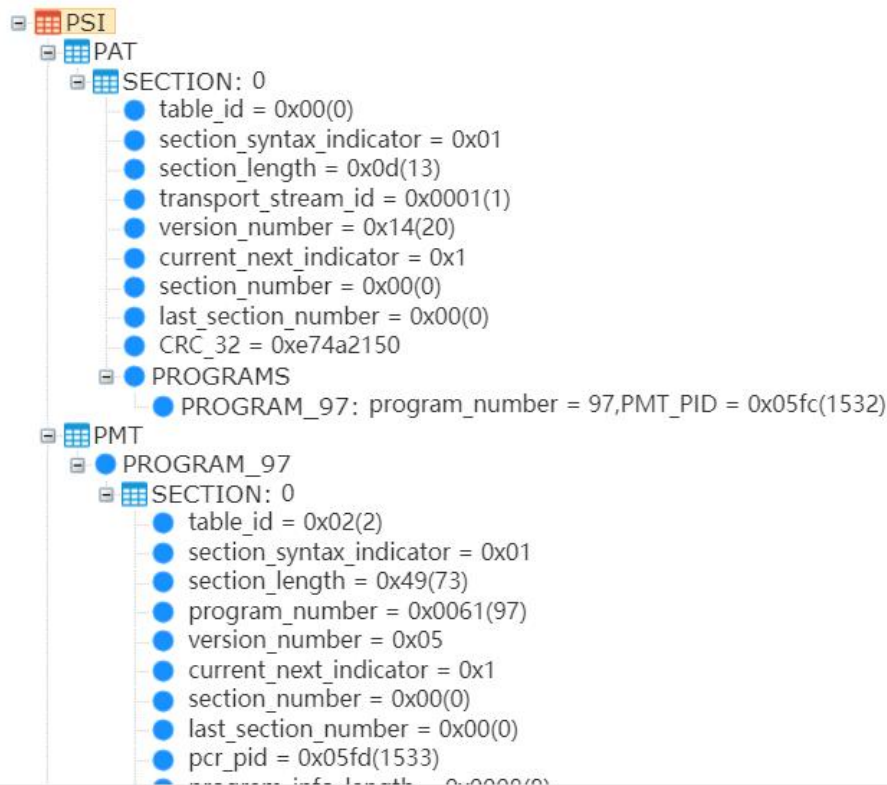 PSI
PAT
SECTION: 0
table_id = 0x00(0)
section_syntax_indicator = 0x01
section_length = 0x0d(13)
transport_stream_id = 0x0001(1)
version_number = 0x14(20)
current_next_indicator = 0x1
section_number = 0x00(0)
last_section_number = 0x00(0)
CRC_32 = 0xe74a2150
PROGRAMS
PROGRAM_97: program_number = 97,PMT_PID = 0x05fc(1532)
PMT
PROGRAM_97
SECTION: 0
table_id = 0x02(2)
section_syntax_indicator = 0x01
section_length = 0x49(73)
program_number = 0x0061(97)
version_number = 0x05
current_next_indicator = 0x1
section_number = 0x00(0)
last_section_number = 0x00(0)
pcr_pid = 0x05fd(1533)